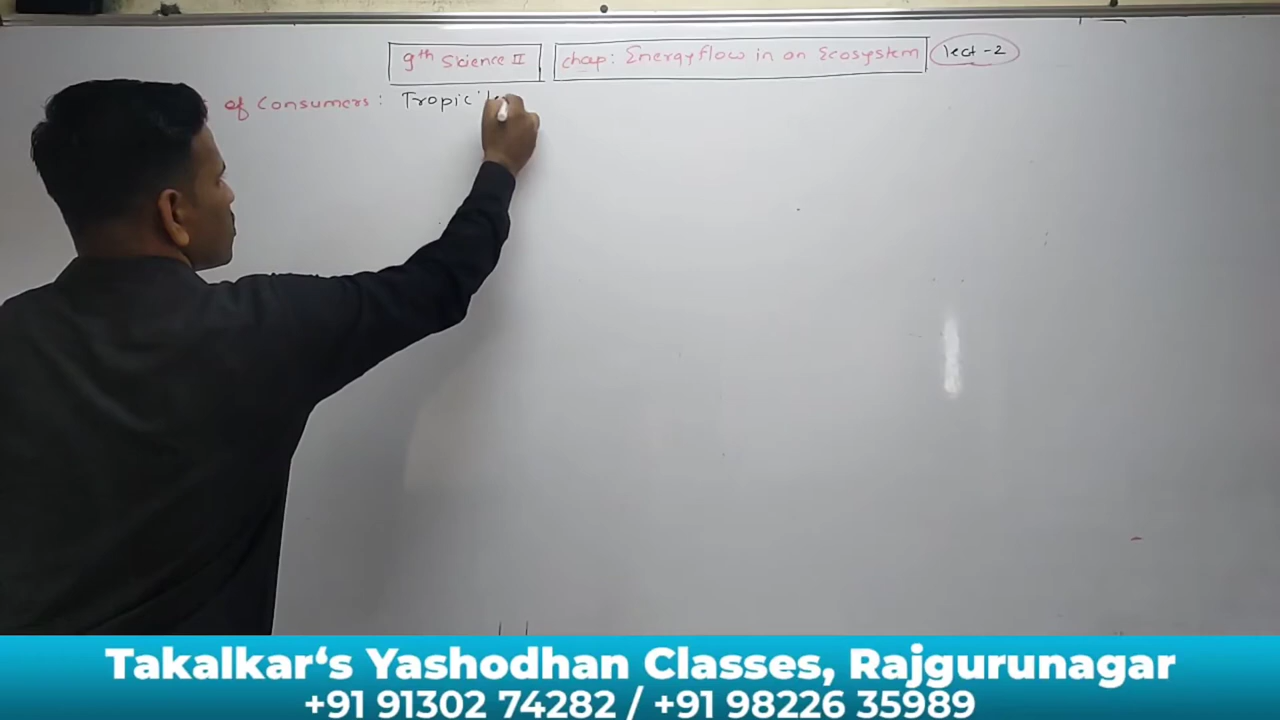 9th Science II chap: Energy flow in an Ecosystem lect-2
of Consumers: Tropic
Takalkar‘s Yashodhan Classes, Rajgurunagar
+91 91302 74282 / +91 98226 35989